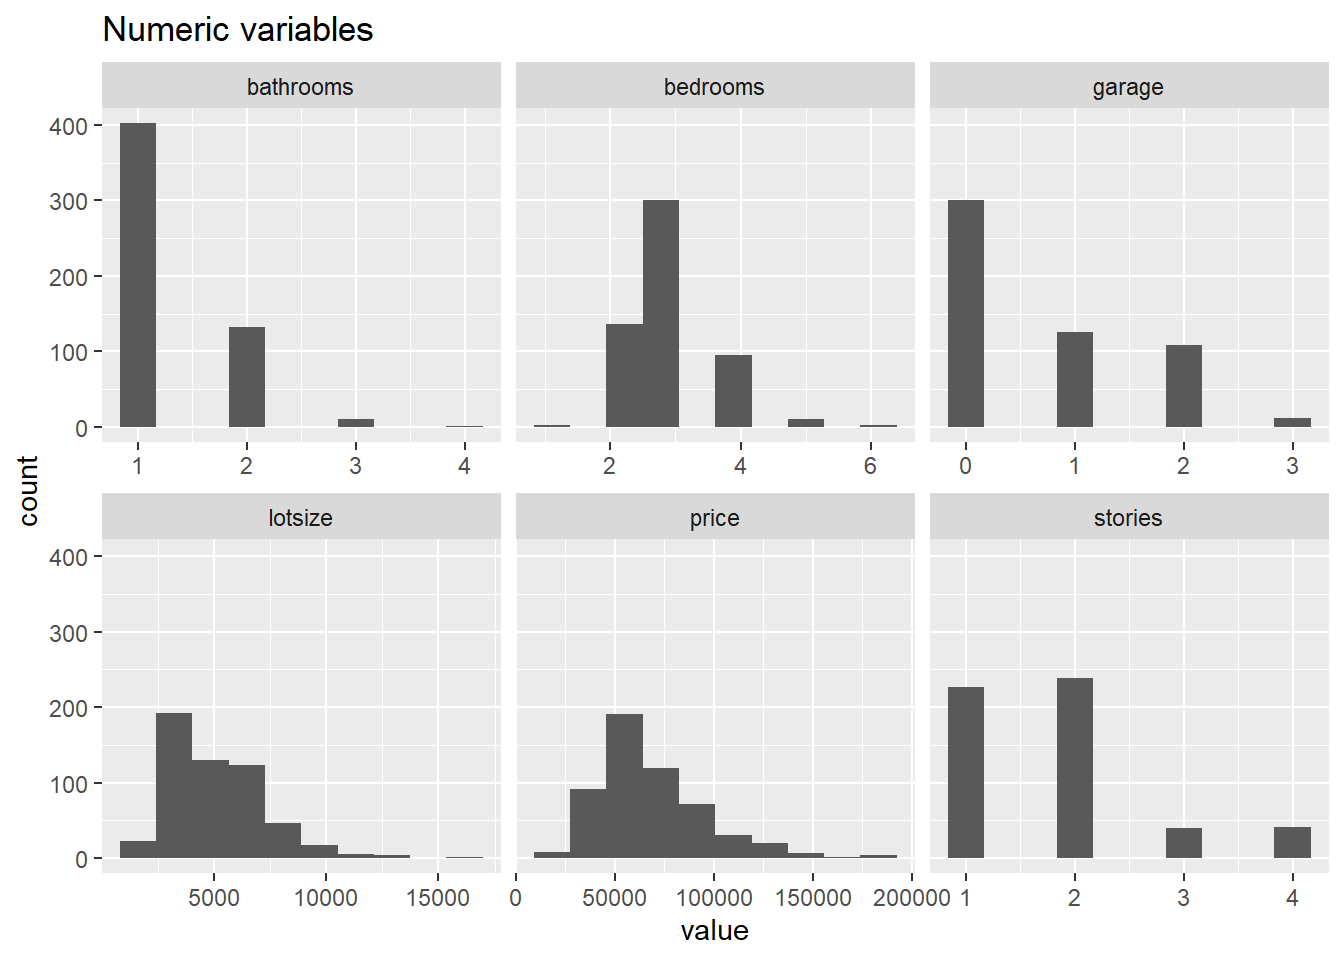 Numeric variables
bathrooms bedrooms garage
400
300
200
100
0
1 2 3 4 2 4 6 0 1 2 3
count
lotsize price stories
400
300
200
100
0
5000 10000 15000 0 50000 100000 150000 200000 1 2 3 4
value